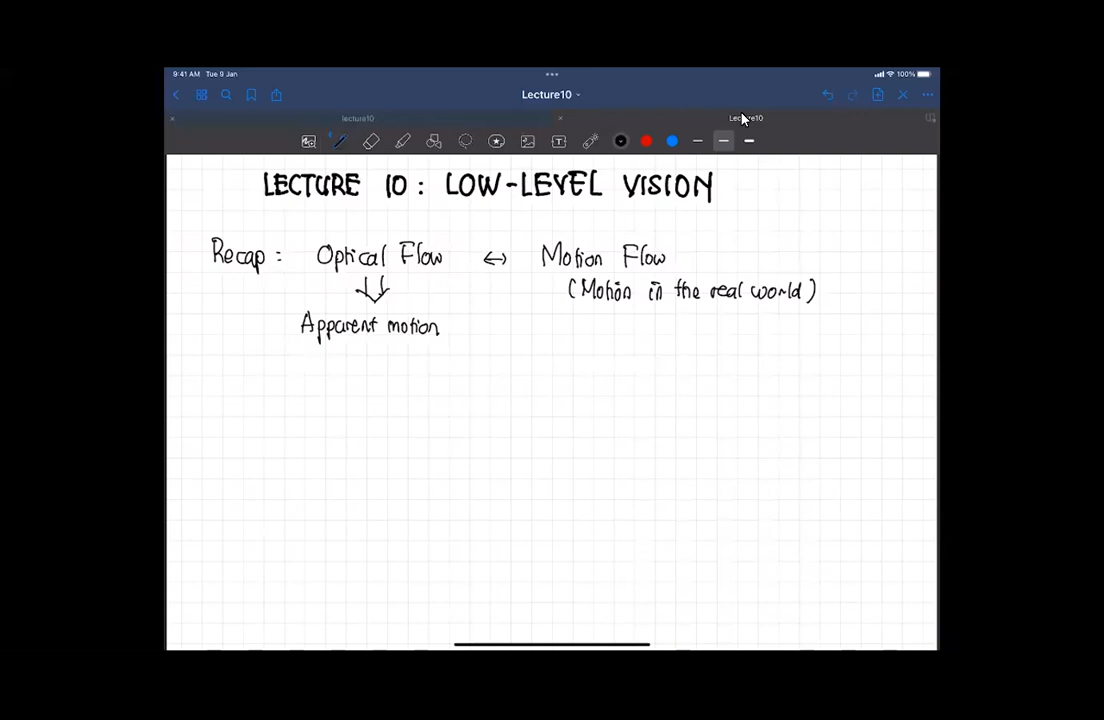 9:41 AM Tue 9 Jan
100%
Lecture10
lecture10
Lecture10
LECTURE 10: LOW-LEVEL VISION
Recap: Optical Flow ↔ Motion Flow
(Motion in the real world)
Apparent motion